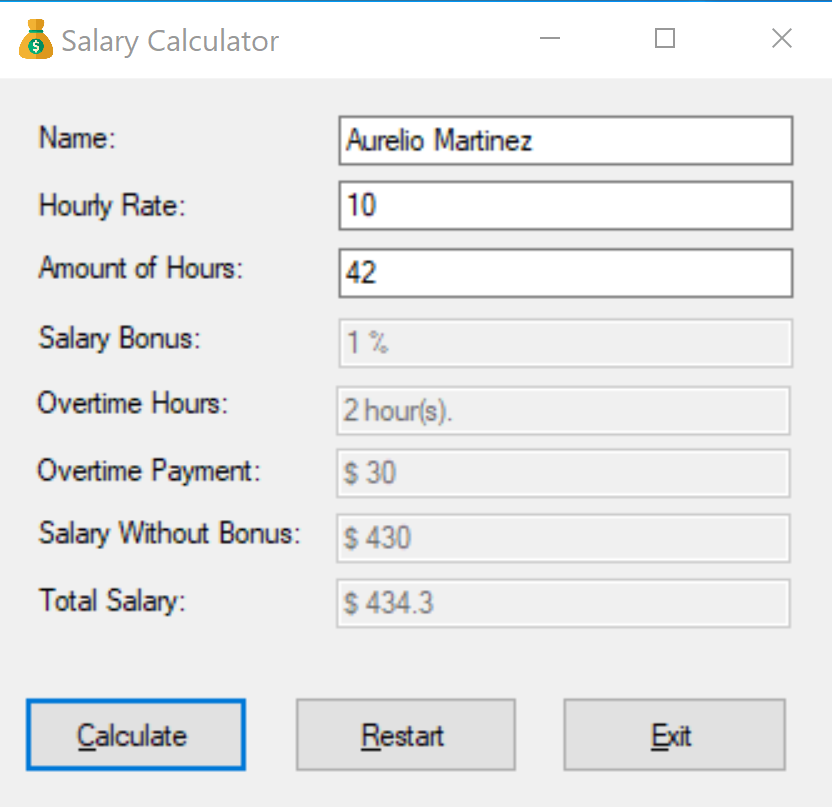 Salary Calculator
Name: Aurelio Martinez
Hourly Rate: 10
Amount of Hours: 42
Salary Bonus: 1 %
Overtime Hours: 2 hour(s).
Overtime Payment: $ 30
Salary Without Bonus: $ 430
Total Salary: $ 434.3
Calculate Restart Exit